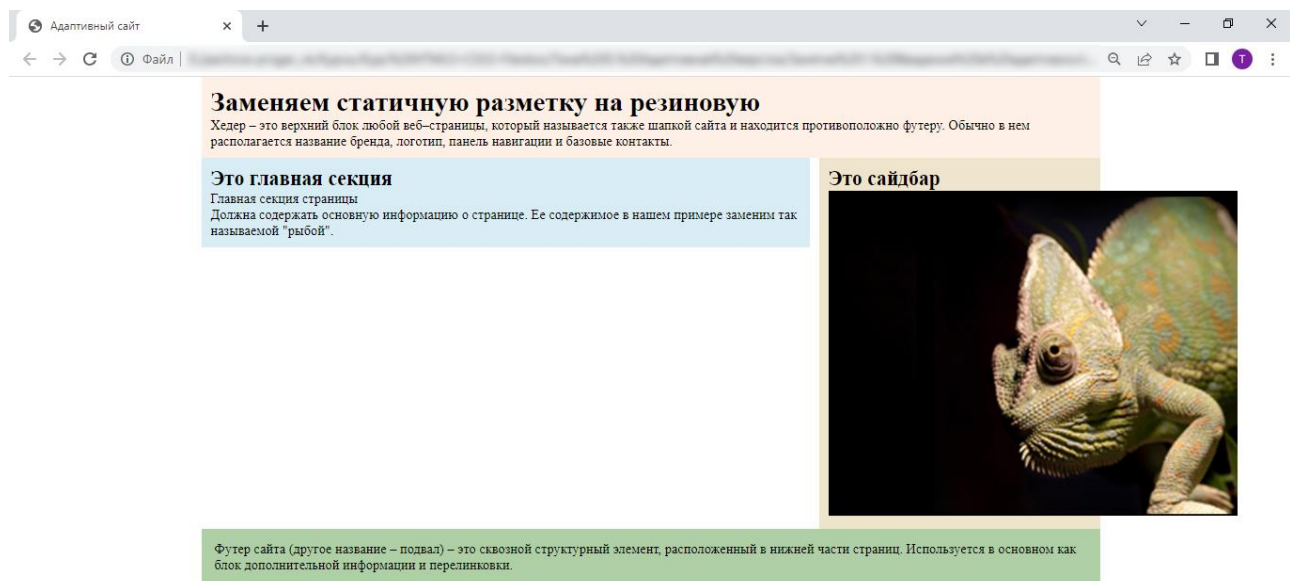 Адаптивный сайт
Файл
T
Заменяем статичную разметку на резиновую
Хедер – это верхний блок любой веб–страницы, который называется также шапкой сайта и находится противоположно футеру. Обычно в нем
располагается название бренда, логотип, панель навигации и базовые контакты.
Это главная секция
Главная секция страницы
Должна содержать основную информацию о странице. Ее содержимое в нашем примере заменим так
называемой "рыбой".
Это сайдбар
Футер сайта (другое название – подвал) – это сквозной структурный элемент, расположенный в нижней части страниц. Используется в основном как
блок дополнительной информации и перелинковки.